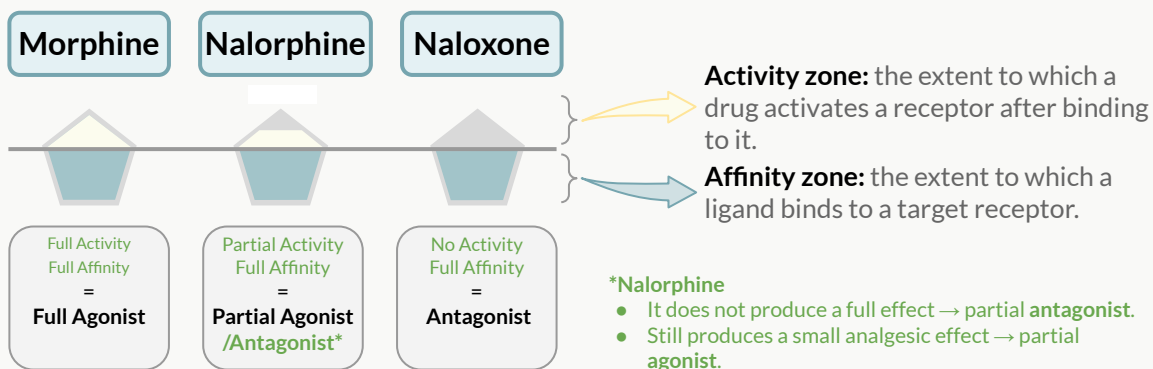 Morphine
Nalorphine
Naloxone
Activity zone: the extent to which a
drug activates a receptor after binding
to it.
Affinity zone: the extent to which a
ligand binds to a target receptor.
Full Activity
Full Affinity
=
Full Agonist
Partial Activity
Full Affinity
=
Partial Agonist
/Antagonist*
No Activity
Full Affinity
=
Antagonist
*Nalorphine
● It does not produce a full effect → partial antagonist.
● Still produces a small analgesic effect → partial
agonist.